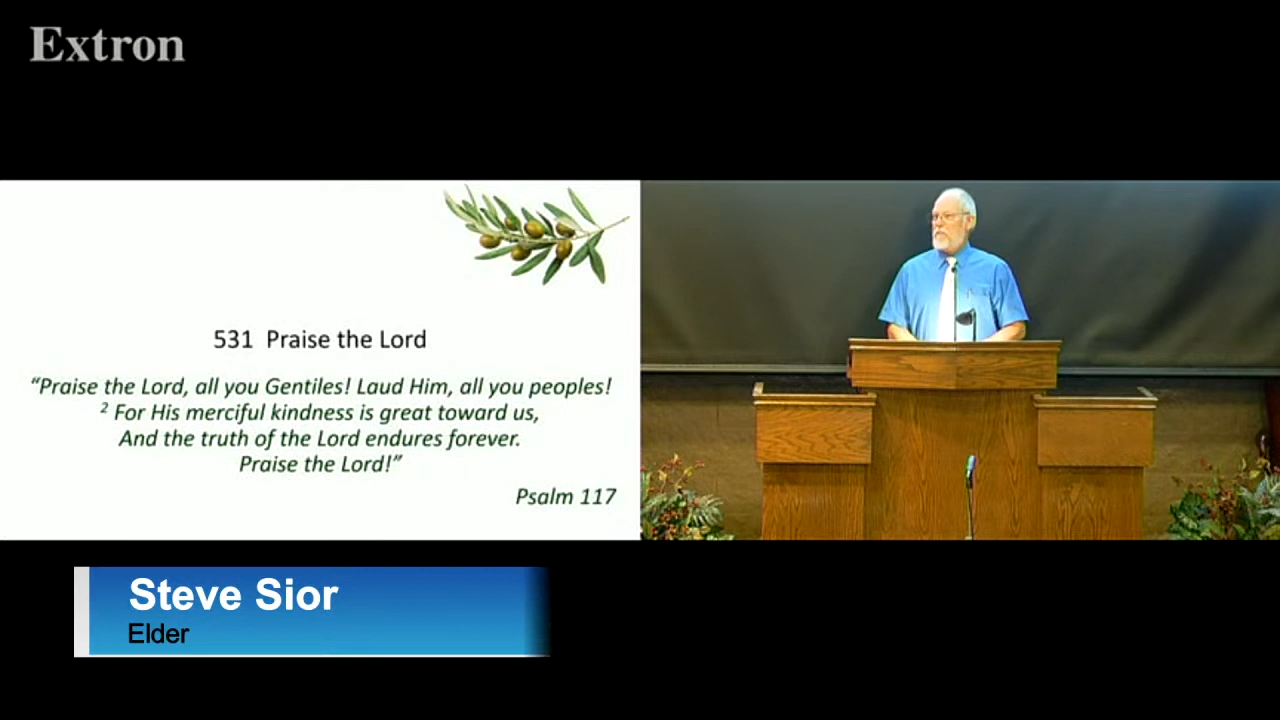 Extron
531 Praise the Lord
“Praise the Lord, all you Gentiles! Laud Him, all you peoples!
2 For His merciful kindness is great toward us,
And the truth of the Lord endures forever.
Praise the Lord!”
Psalm 117
Steve Sior
Elder